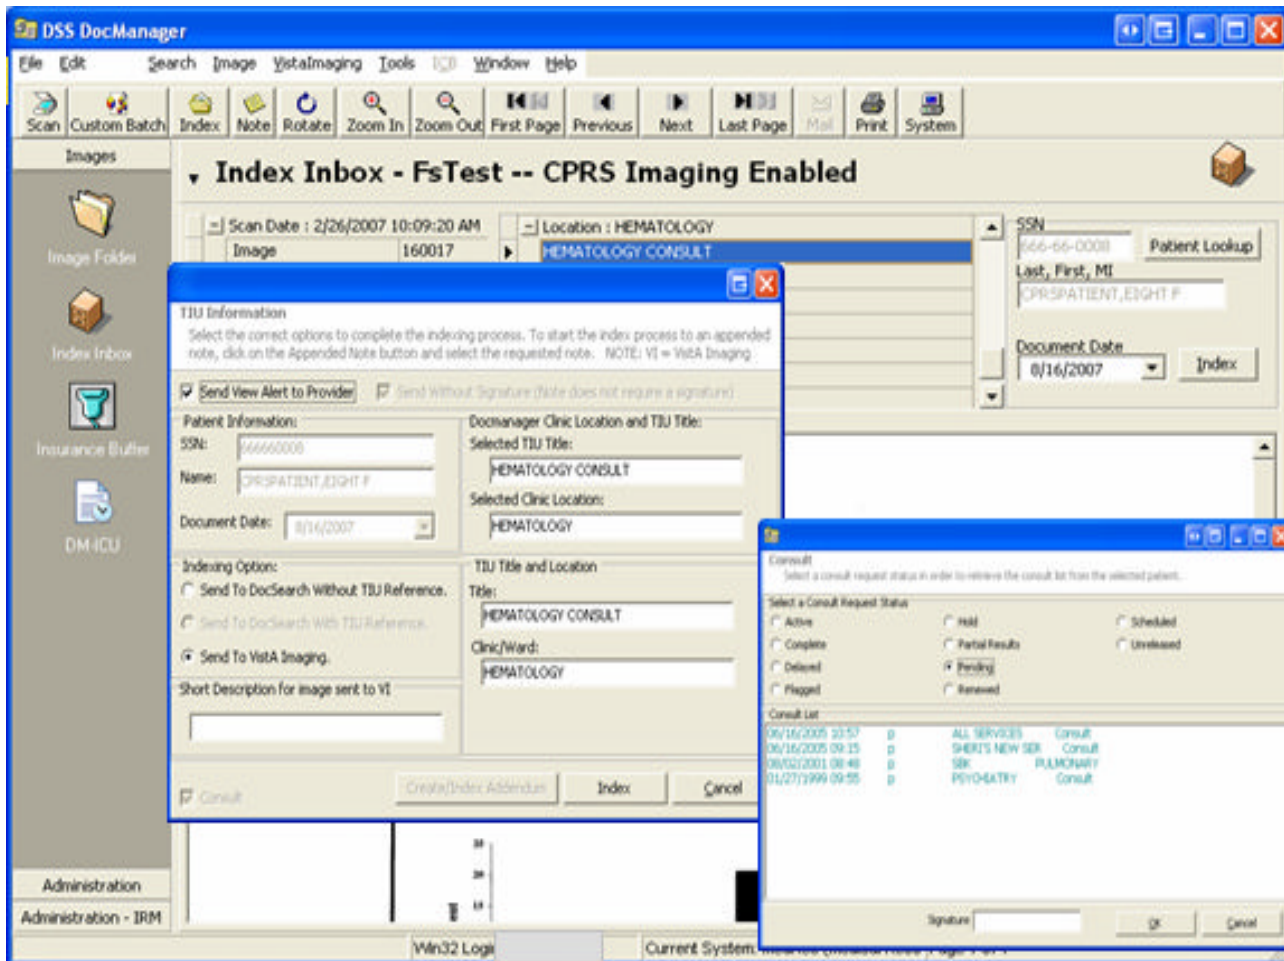 DSS DocManager
File Edit Search Image VistaImaging Tools ICD Window Help
Scan Custom Batch Index Note Rotate Zoom In Zoom Out First Page Previous Next Last Page Mail Print System
Images
Index Inbox - FsTest -- CPRS Imaging Enabled
Scan Date : 2/26/2007 10:09:20 AM
Location : HEMATOLOGY
Image 160017
HEMATOLOGY CONSULT
SSN
666-66-0008
Patient Lookup
Last, First, MI
CPRSPATIENT,EIGHT P
Document Date
8/16/2007
Index
Image Folder
Index Inbox
Insurance Buffer
DM-ICU
Administration
Administration - IRM
TIU Information
Select the correct options to complete the indexing process. To start the index process to an appended
note, click on the Appended Note button and select the requested note. NOTE: VI = VistA Imaging
Send View Alert to Provider
Send Without Signature (Note does not require a signature)
Patient Information:
SSN:
666660008
Name:
CPRSPATIENT,EIGHT P
Document Date:
8/16/2007
Docmanager Clinic Location and TIU Title:
Selected TIU Title:
HEMATOLOGY CONSULT
Selected Clinic Location:
HEMATOLOGY
Indexing Option:
Send To DocSearch Without TIU Reference.
Send To DocSearch With TIU Reference.
Send To VistA Imaging.
Short Description for image sent to VI
TIU Title and Location
Title:
HEMATOLOGY CONSULT
Clinic/Ward:
HEMATOLOGY
Consult
Create/Index Addendum
Index
Cancel
Consult
Select a consult request status in order to retrieve the consult list from the selected patient.
Select a Consult Request Status
Active Hold Scheduled
Complete Partial Results Unreleased
Delayed Pending
Flagged Renewed
Consult List
06/16/2005 10:57 p ALL SERVICES Consult
06/16/2005 09:15 p SHERI'S NEW SER Consult
08/02/2001 08:48 p SBK PULMONARY
01/27/1999 09:55 p PSYCHIATRY Consult
Signature
OK
Cancel
20
15
Win32 Login
Current System: